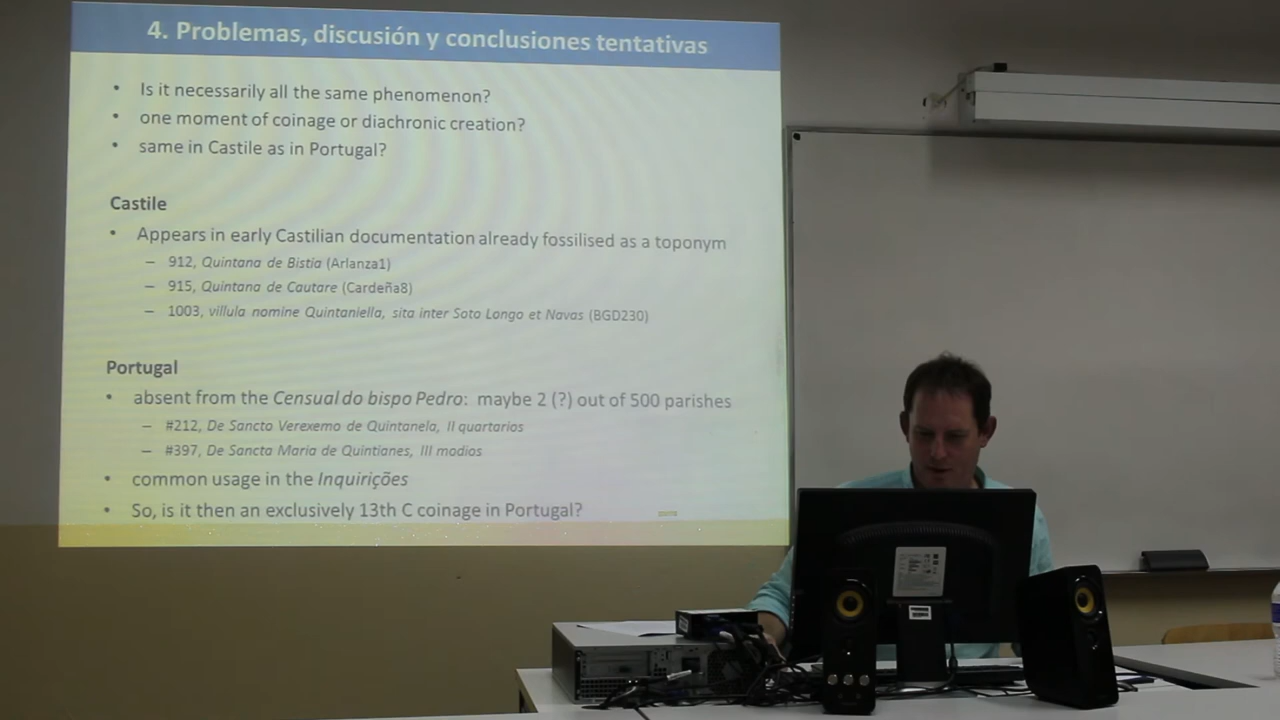 4. Problemas, discusión y conclusiones tentativas
• Is it necessarily all the same phenomenon?
• one moment of coinage or diachronic creation?
• same in Castile as in Portugal?
Castile
• Appears in early Castilian documentation already fossilised as a toponym
– 912, Quintana de Bistia (Arlanza1)
– 915, Quintana de Cautare (Cardeña8)
– 1003, villula nomine Quintaniella, sita inter Soto Longo et Navas (BGD230)
Portugal
• absent from the Censual do bispo Pedro: maybe 2 (?) out of 500 parishes
– #212, De Sancto Verexemo de Quintanela, II quartarios
– #397, De Sancta Maria de Quintianes, III modios
• common usage in the Inquirições
• So, is it then an exclusively 13th C coinage in Portugal?